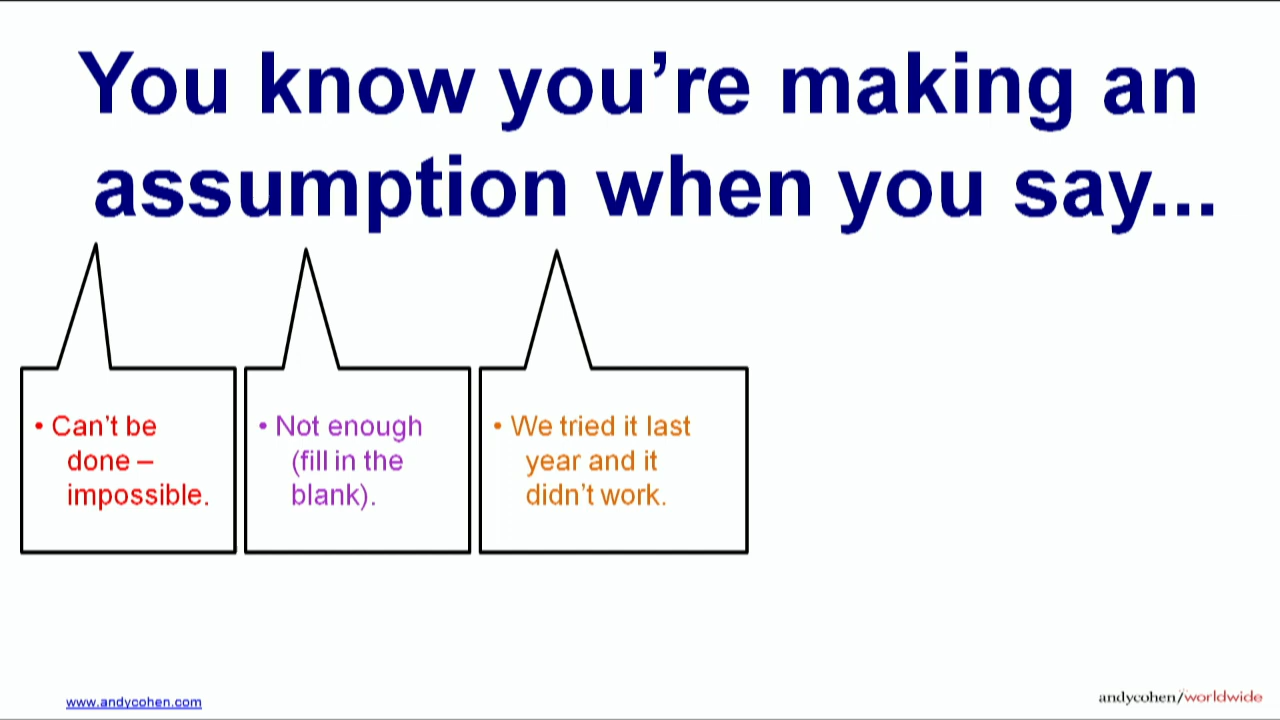 You know you’re making an
assumption when you say...
• Can’t be
done –
impossible.
• Not enough
(fill in the
blank).
• We tried it last
year and it
didn’t work.
www.andycohen.com
andycohen/worldwide